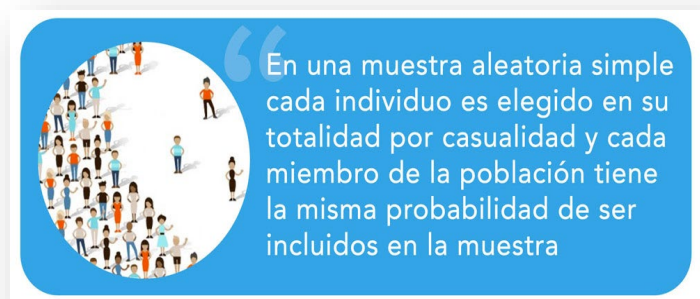 En una muestra aleatoria simple
cada individuo es elegido en su
totalidad por casualidad y cada
miembro de la población tiene
la misma probabilidad de ser
incluidos en la muestra